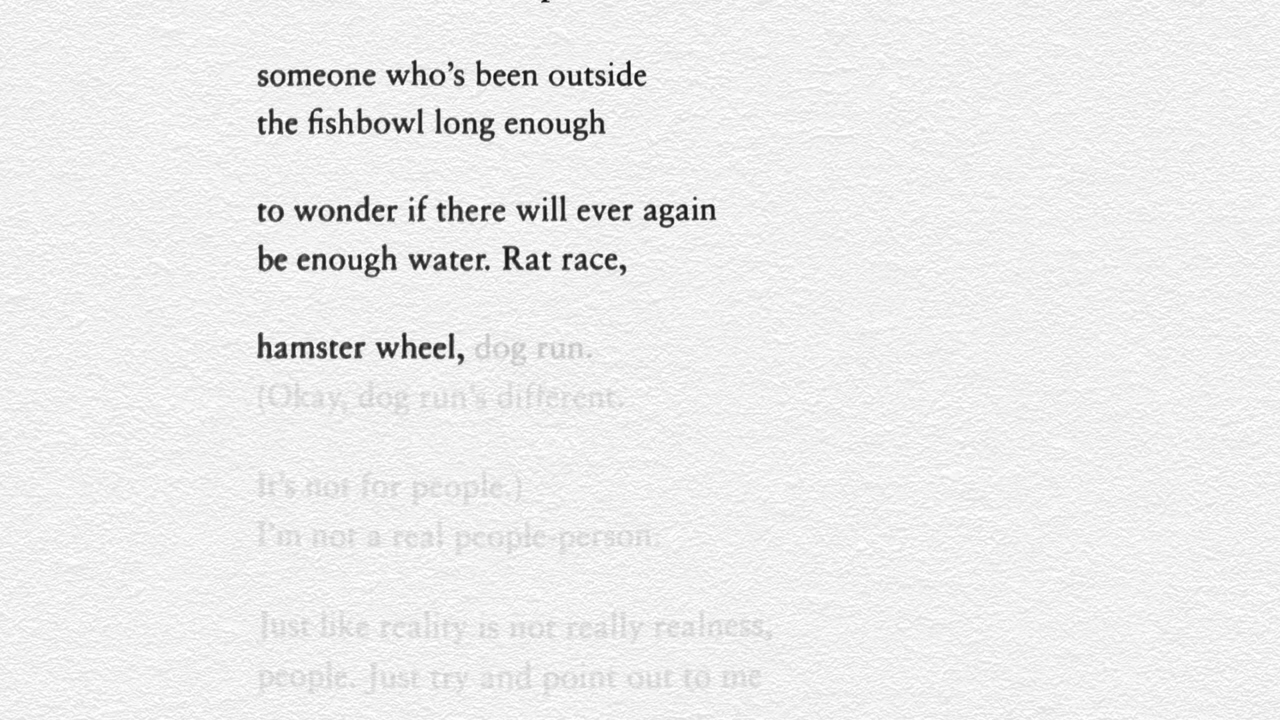 someone who’s been outside
the fishbowl long enough
to wonder if there will ever again
be enough water. Rat race,
hamster wheel, dog run.
(Okay, dog run’s different.
It’s not for people.)
I’m not a real people-person.
Just like reality is not really realness,
people. Just try and point out to me